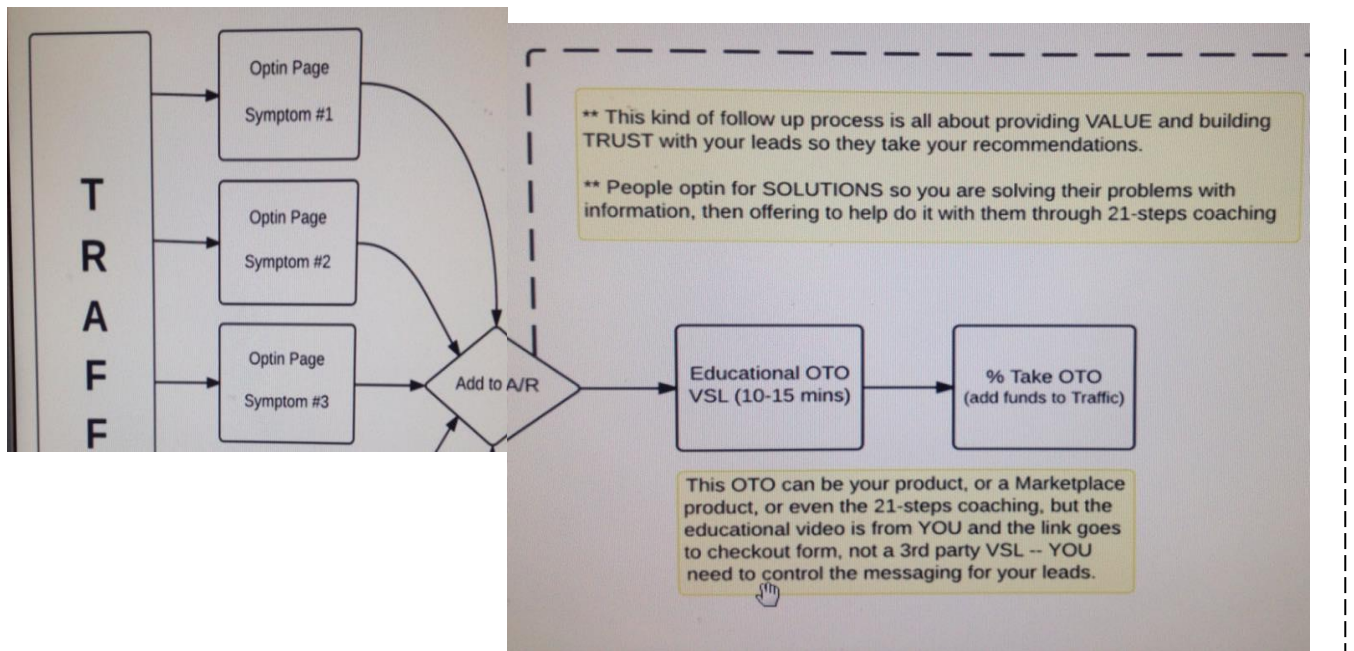 T
R
A
F
F
Optin Page
Symptom #1
Optin Page
Symptom #2
Optin Page
Symptom #3
Add to A/R
** This kind of follow up process is all about providing VALUE and building
TRUST with your leads so they take your recommendations.
** People optin for SOLUTIONS so you are solving their problems with
information, then offering to help do it with them through 21-steps coaching
Educational OTO
VSL (10-15 mins)
% Take OTO
(add funds to Traffic)
This OTO can be your product, or a Marketplace
product, or even the 21-steps coaching, but the
educational video is from YOU and the link goes
to checkout form, not a 3rd party VSL -- YOU
need to control the messaging for your leads.